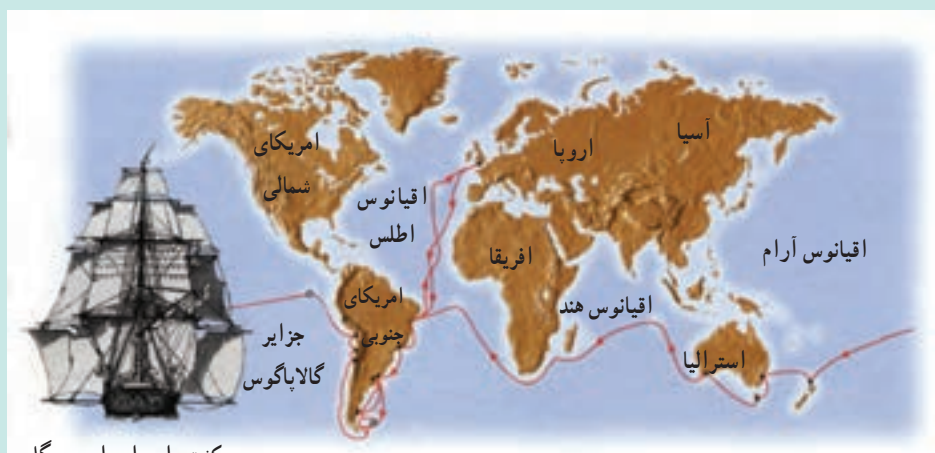 امریکای
شمالی
اقیانوس
اطلس
اروپا
آسیا
افریقا
اقیانوس آرام
اقیانوس هند
امریکای
جنوبی
جزایر
گالاپاگوس
استرالیا